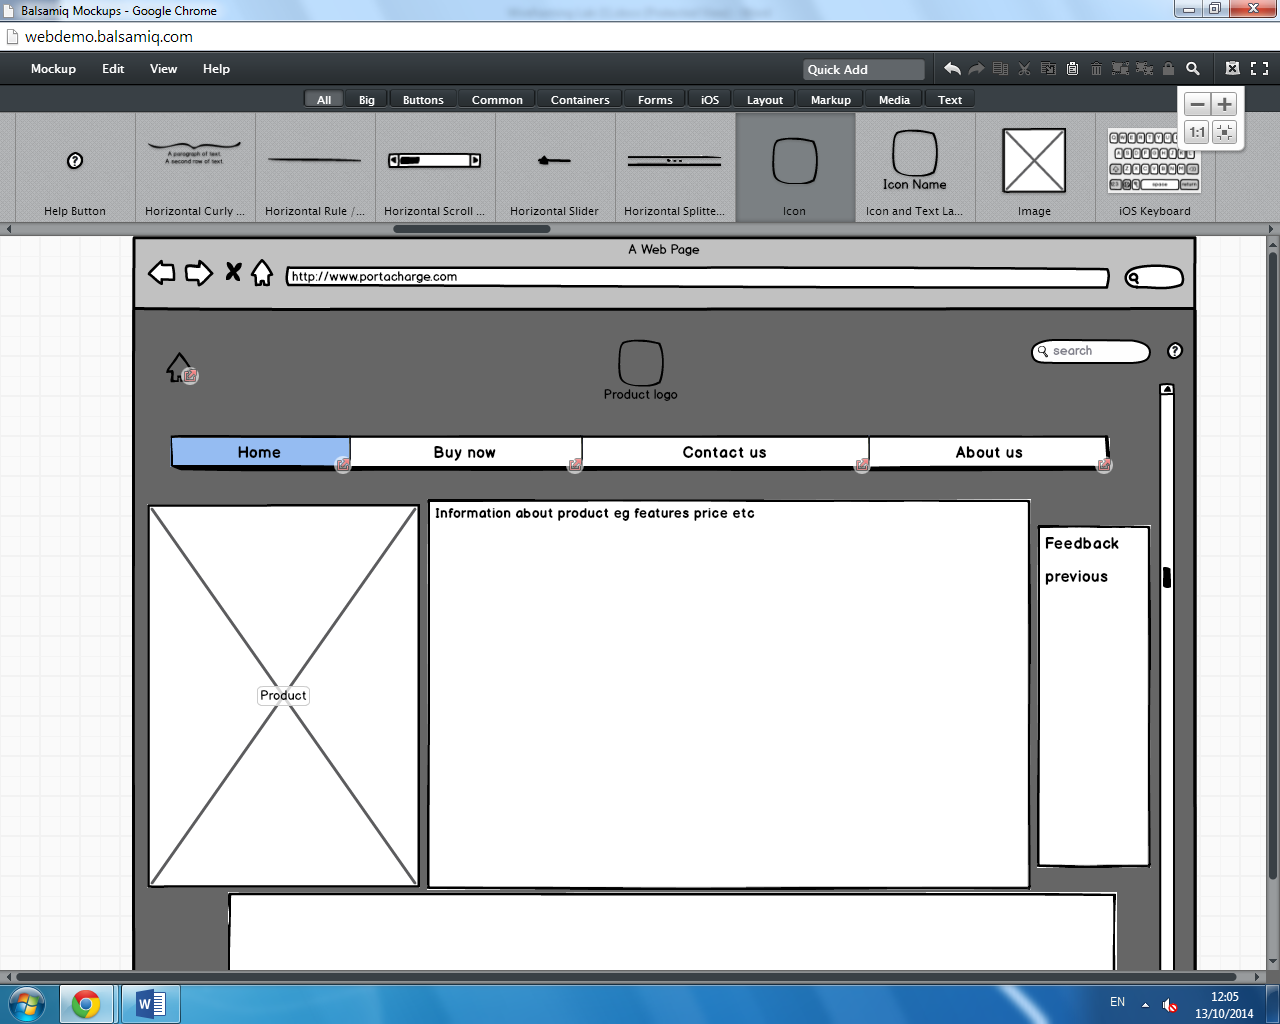 Balsamiq Mockups - Google Chrome
webdemo.balsamiq.com
Mockup Edit View Help Quick Add
All Big Buttons Common Containers Forms iOS Layout Markup Media Text
1:1
A paragraph of text.
A second row of text.
Icon Name
Help Button Horizontal Curly ... Horizontal Rule /... Horizontal Scroll ... Horizontal Slider Horizontal Splitte... Icon Icon and Text La... Image iOS Keyboard
A Web Page
http://www.portacharge.com
search
Product logo
Home Buy now Contact us About us
Information about product eg features price etc
Feedback
previous
Product
EN
12:05
13/10/2014